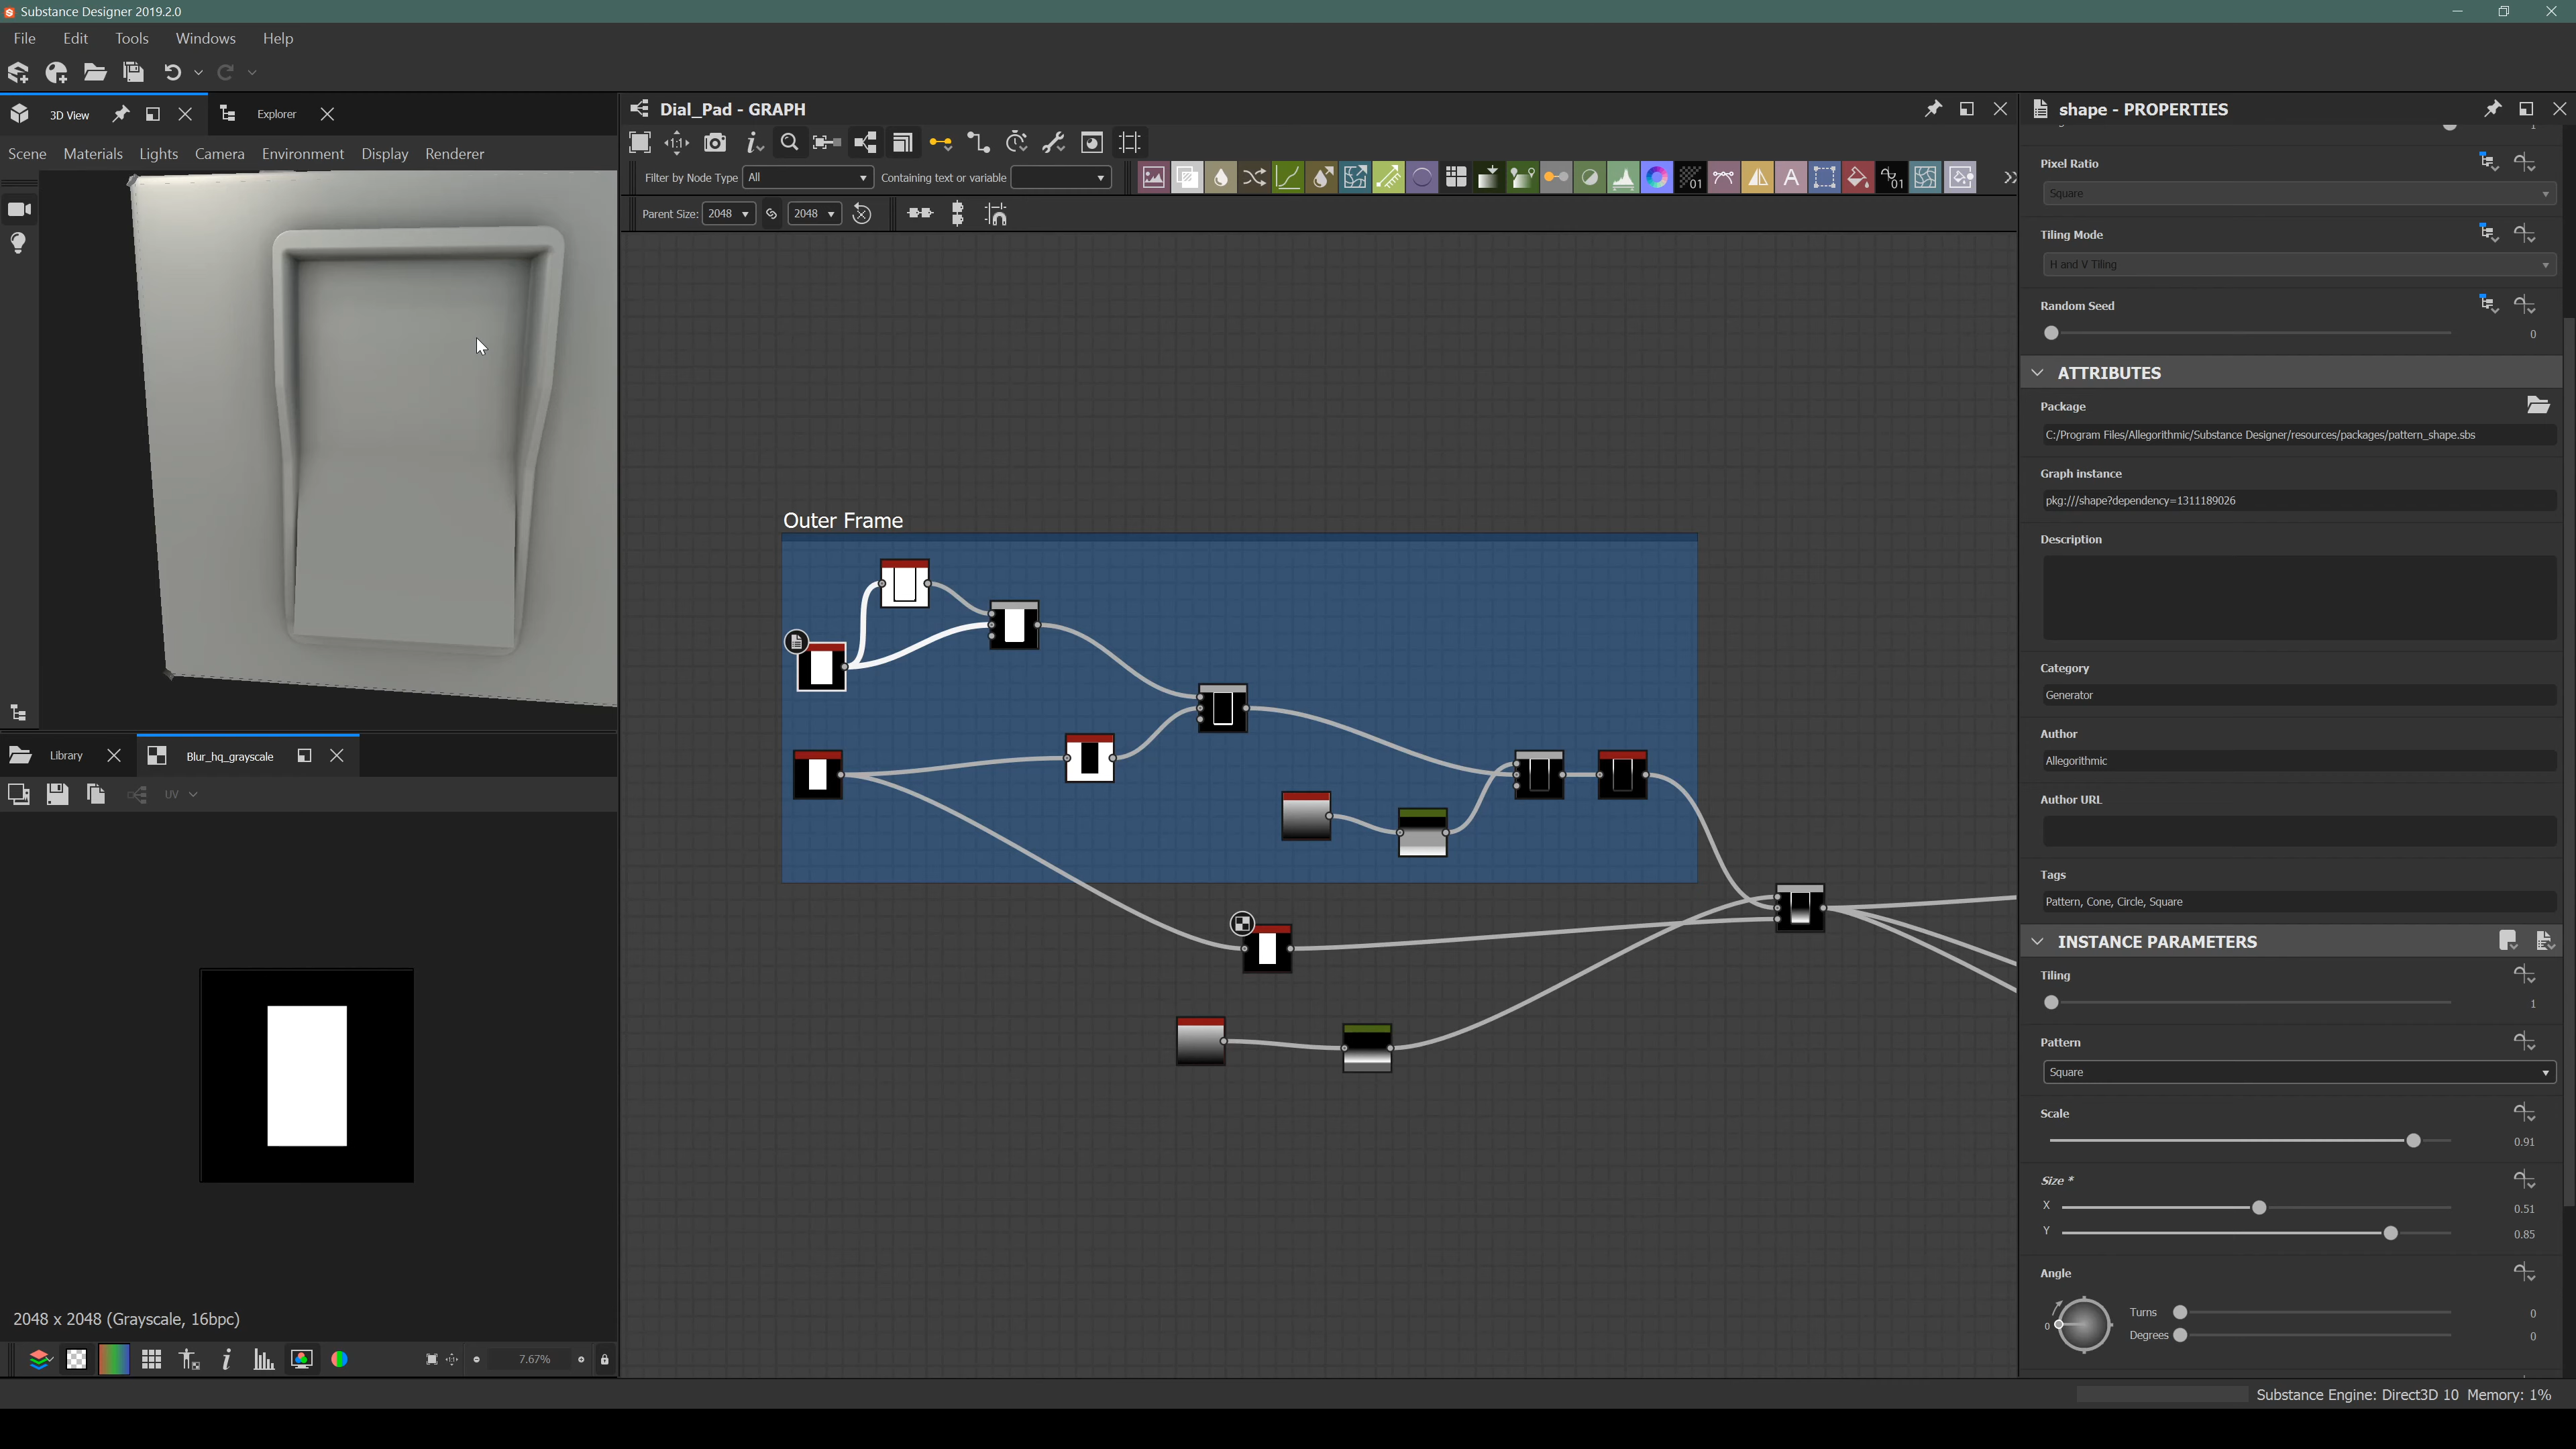 Substance Designer 2019.2.0
File Edit Tools Windows Help
3D View Explorer
Scene Materials Lights Camera Environment Display Renderer
Library Blur_hq_grayscale
UV
2048 x 2048 (Grayscale, 16bpc)
7.67%
Dial_Pad - GRAPH
1:1
Filter by Node Type All Containing text or variable
Parent Size: 2048 2048
Outer Frame
shape - PROPERTIES
1
Pixel Ratio
Square
Tiling Mode
H and V Tiling
Random Seed
0
ATTRIBUTES
Package
C:/Program Files/Allegorithmic/Substance Designer/resources/packages/pattern_shape.sbs
Graph instance
pkg:///shape?dependency=1311189026
Description
Category
Generator
Author
Allegorithmic
Author URL
Tags
Pattern, Cone, Circle, Square
INSTANCE PARAMETERS
Tiling
1
Pattern
Square
Scale
0.91
Size *
X 0.51
Y 0.85
Angle
Turns 0
0
Degrees 0
Substance Engine: Direct3D 10 Memory: 1%